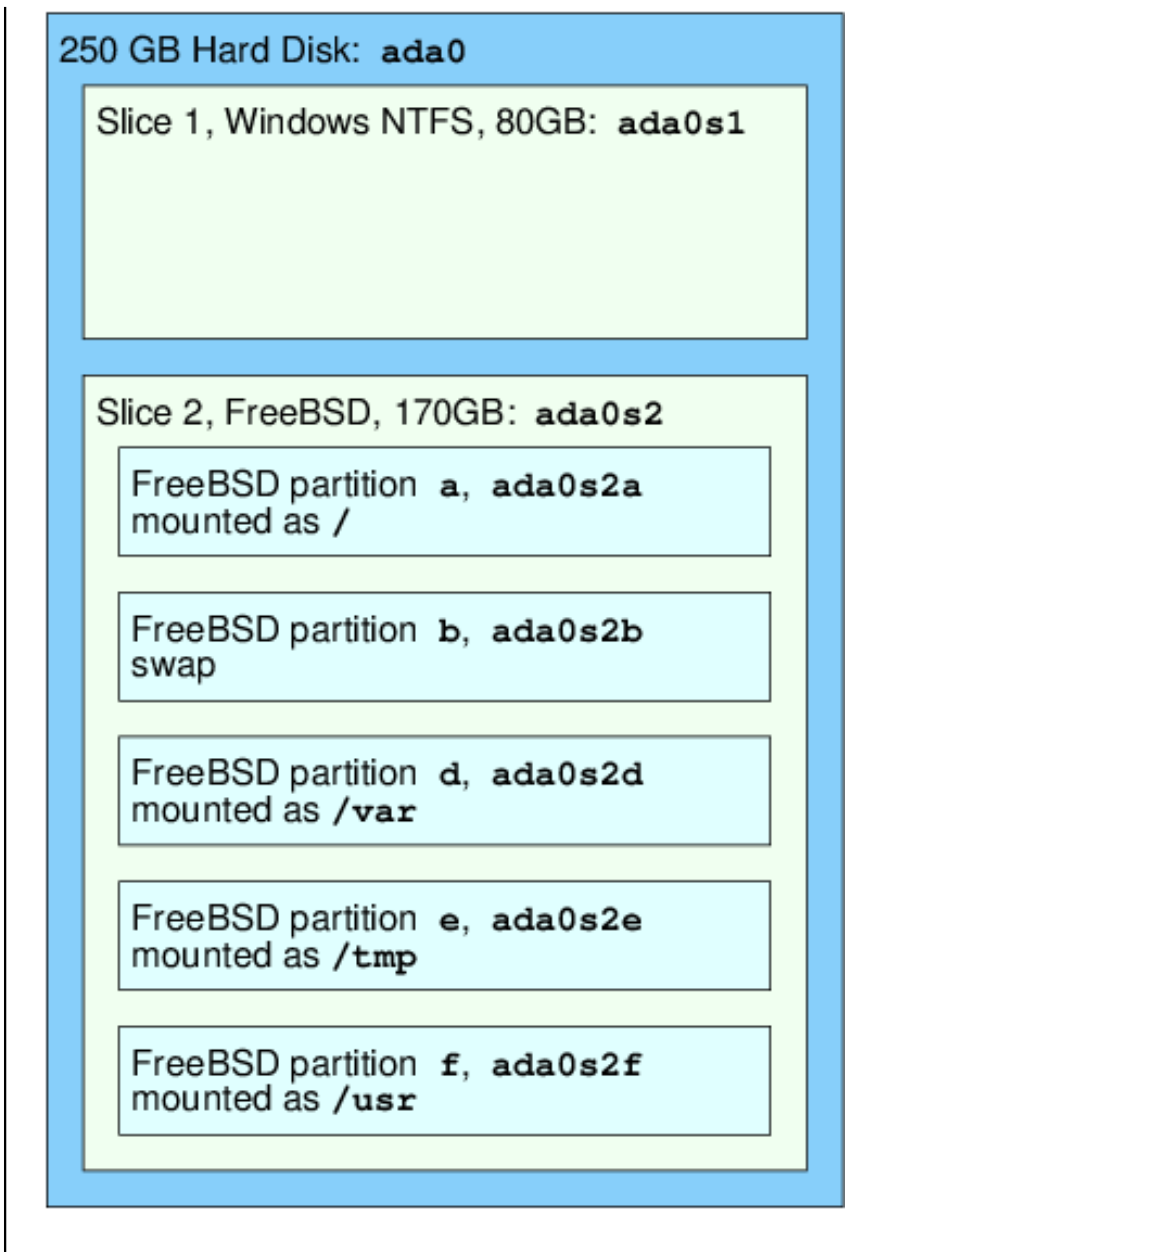 250 GB Hard Disk: ada0
Slice 1, Windows NTFS, 80GB: ada0s1
Slice 2, FreeBSD, 170GB: ada0s2
FreeBSD partition a, ada0s2a
mounted as /
FreeBSD partition b, ada0s2b
swap
FreeBSD partition d, ada0s2d
mounted as /var
FreeBSD partition e, ada0s2e
mounted as /tmp
FreeBSD partition f, ada0s2f
mounted as /usr